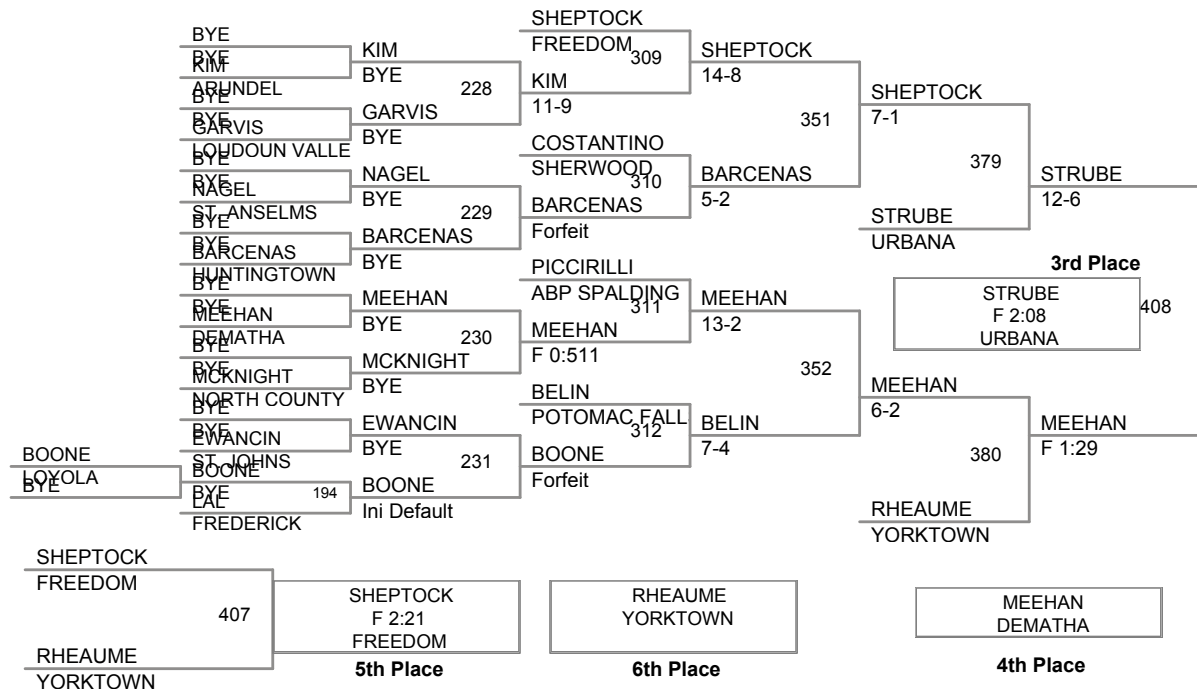 BYE
BYE
KIM
ARUNDEL
BYE
BYE
GARVIS
LOUDOUN VALLE
BYE
BYE
NAGEL
ST. ANSELMS
BYE
BYE
BARCENAS
HUNTINGTOWN
BYE
BYE
MEEHAN
DEMATHA
BYE
BYE
MCKNIGHT
NORTH COUNTY
BYE
BYE
EWANCIN
ST. JOHNS
BOONE
LOYOLA
BYE
BOONE
BYE
LAL
FREDERICK
194
KIM
BYE
228
GARVIS
BYE
NAGEL
BYE
229
BARCENAS
BYE
MEEHAN
BYE
230
MCKNIGHT
BYE
EWANCIN
BYE
231
BOONE
Ini Default
SHEPTOCK
FREEDOM
309
KIM
11-9
COSTANTINO
SHERWOOD
310
BARCENAS
Forfeit
PICCIRILLI
ABP SPALDING
311
MEEHAN
F 0:511
BELIN
POTOMAC FALL
312
BOONE
Forfeit
SHEPTOCK
14-8
351
BARCENAS
5-2
MEEHAN
13-2
352
BELIN
7-4
SHEPTOCK
7-1
379
STRUBE
URBANA
MEEHAN
6-2
380
RHEAUME
YORKTOWN
STRUBE
12-6
3rd Place
STRUBE
F 2:08
URBANA
408
MEEHAN
F 1:29
SHEPTOCK
FREEDOM
407
RHEAUME
YORKTOWN
SHEPTOCK
F 2:21
FREEDOM
5th Place
RHEAUME
YORKTOWN
6th Place
MEEHAN
DEMATHA
4th Place